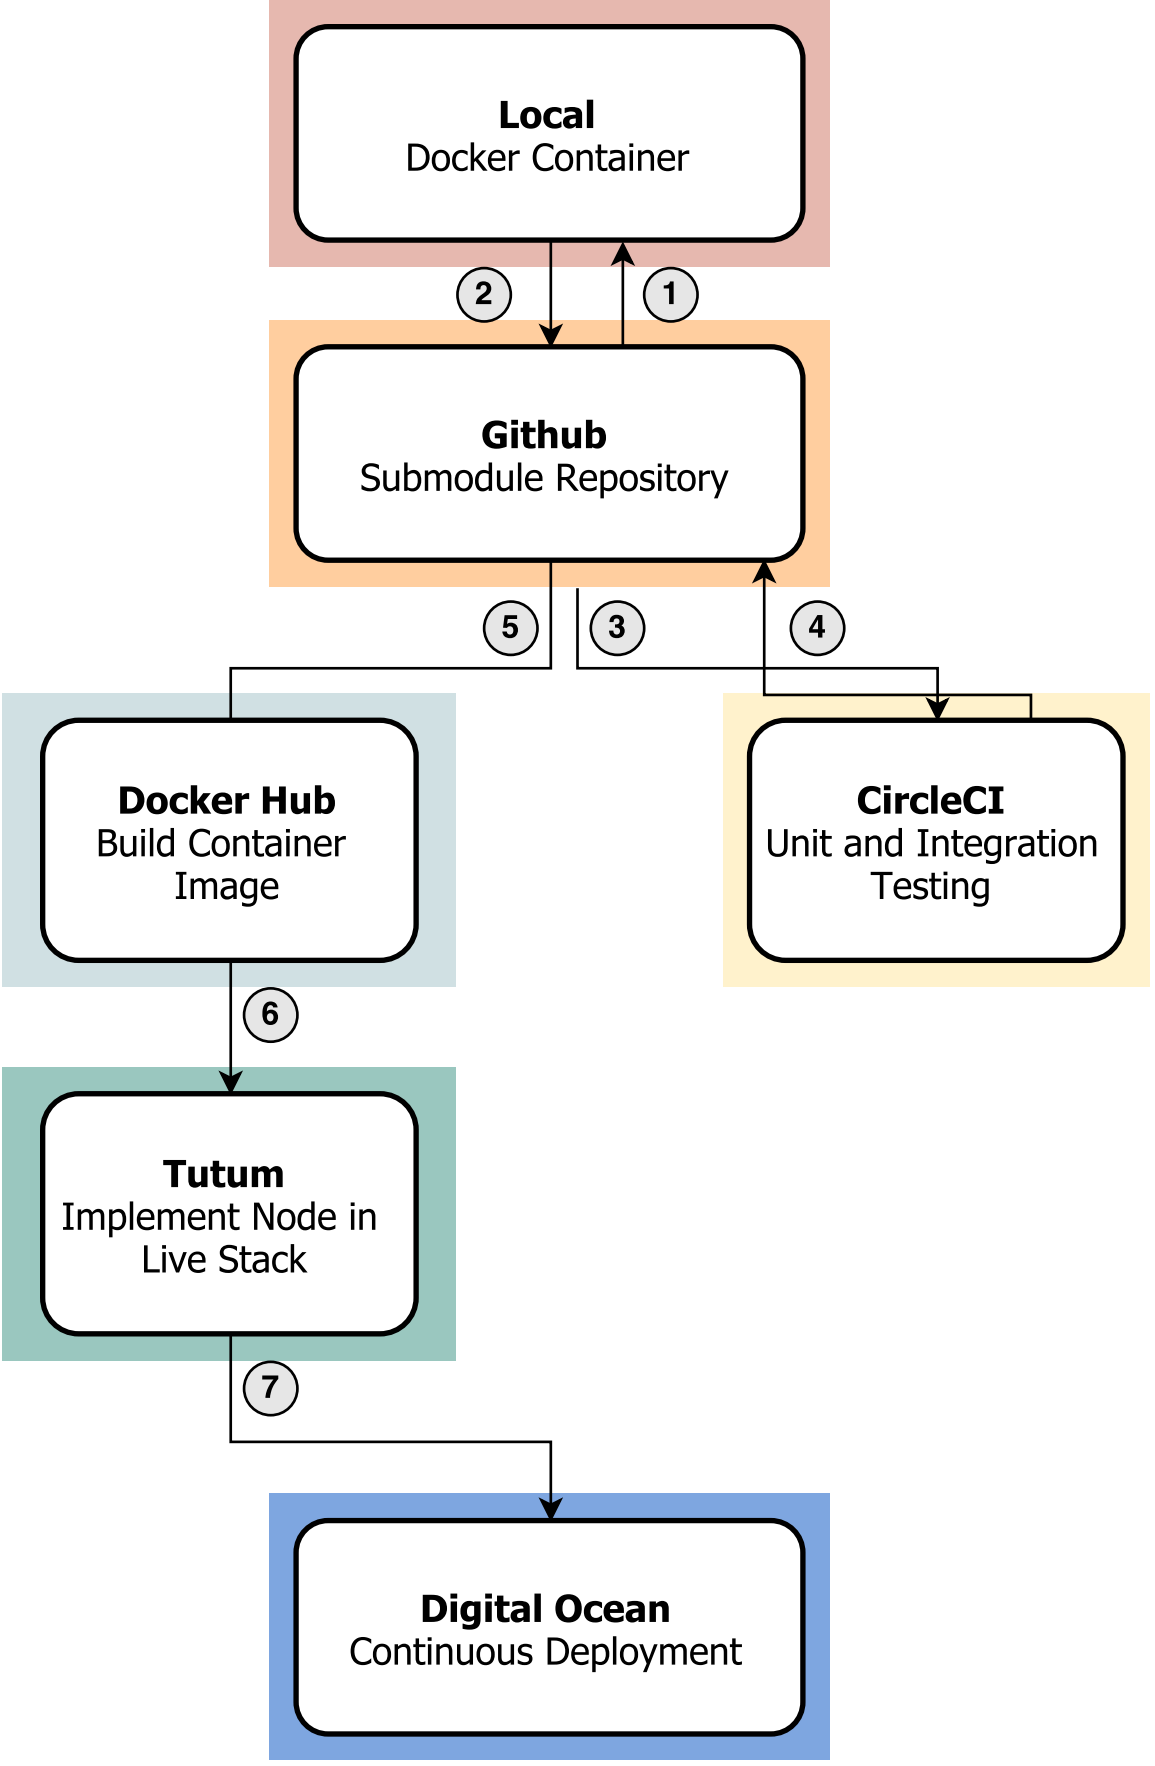 Local
Docker Container
2
1
Github
Submodule Repository
5
3
4
Docker Hub
Build Container
Image
CircleCI
Unit and Integration
Testing
6
Tutum
Implement Node in
Live Stack
7
Digital Ocean
Continuous Deployment